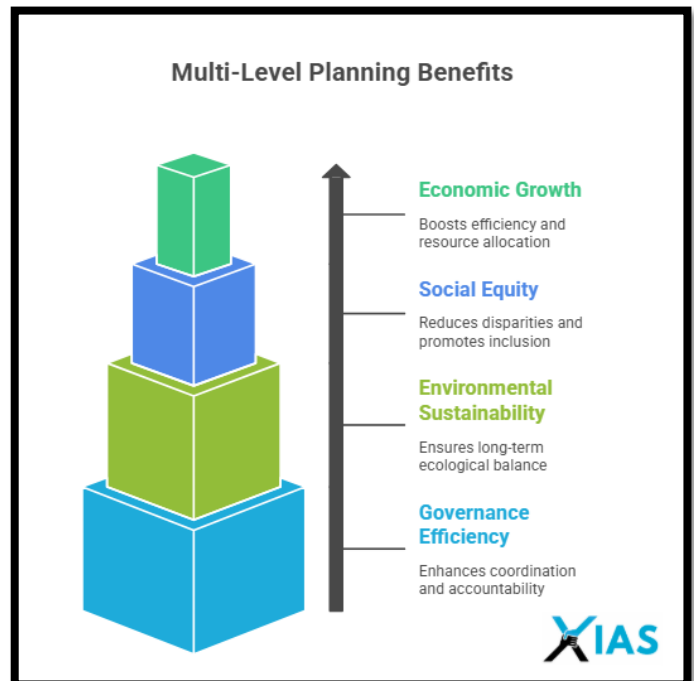 Multi-Level Planning Benefits
Economic Growth
Boosts efficiency and
resource allocation
Social Equity
Reduces disparities and
promotes inclusion
Environmental
Sustainability
Ensures long-term
ecological balance
Governance
Efficiency
Enhances coordination
and accountability
XIAS